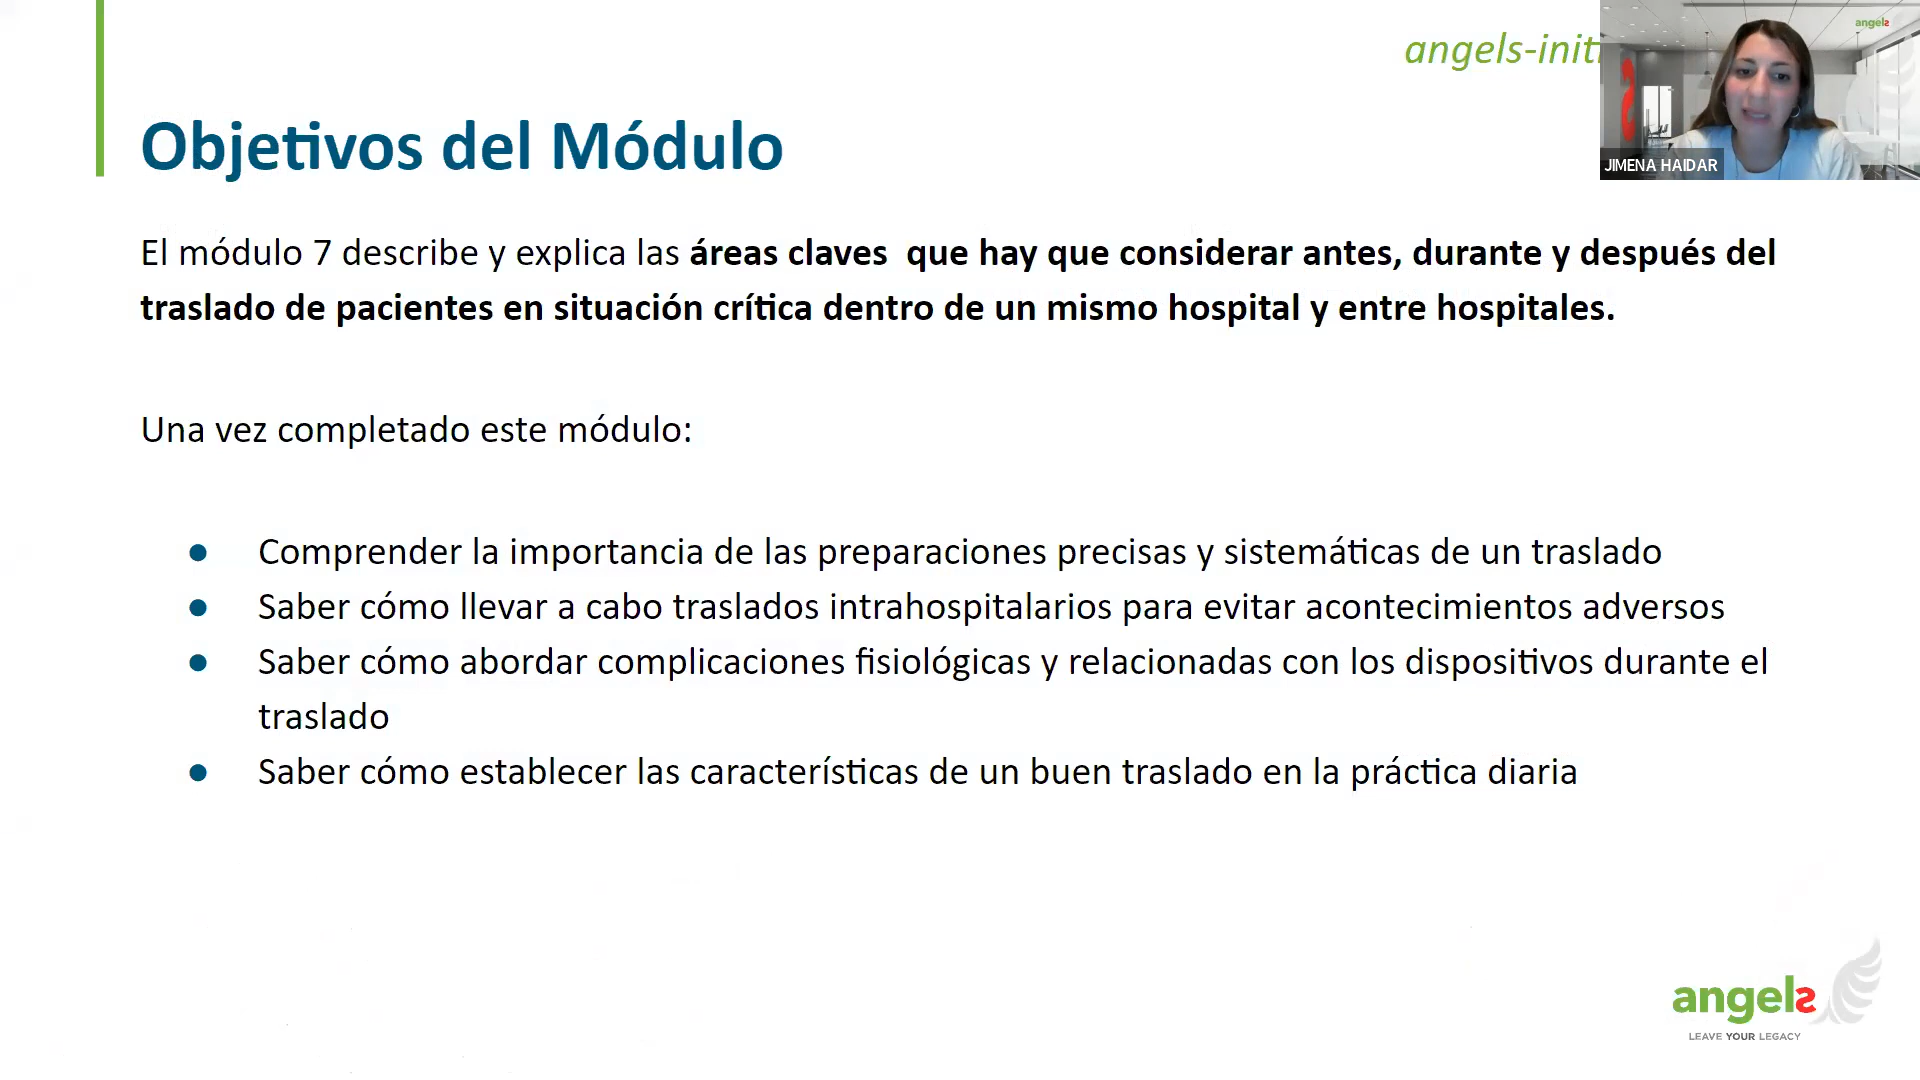 angels-initi
angels
JIMENA HAIDAR
Objetivos del Módulo
El módulo 7 describe y explica las áreas claves  que hay que considerar antes, durante y después del
traslado de pacientes en situación crítica dentro de un mismo hospital y entre hospitales.
Una vez completado este módulo:
● Comprender la importancia de las preparaciones precisas y sistemáticas de un traslado
● Saber cómo llevar a cabo traslados intrahospitalarios para evitar acontecimientos adversos
● Saber cómo abordar complicaciones fisiológicas y relacionadas con los dispositivos durante el
traslado
● Saber cómo establecer las características de un buen traslado en la práctica diaria
angels
LEAVE YOUR LEGACY